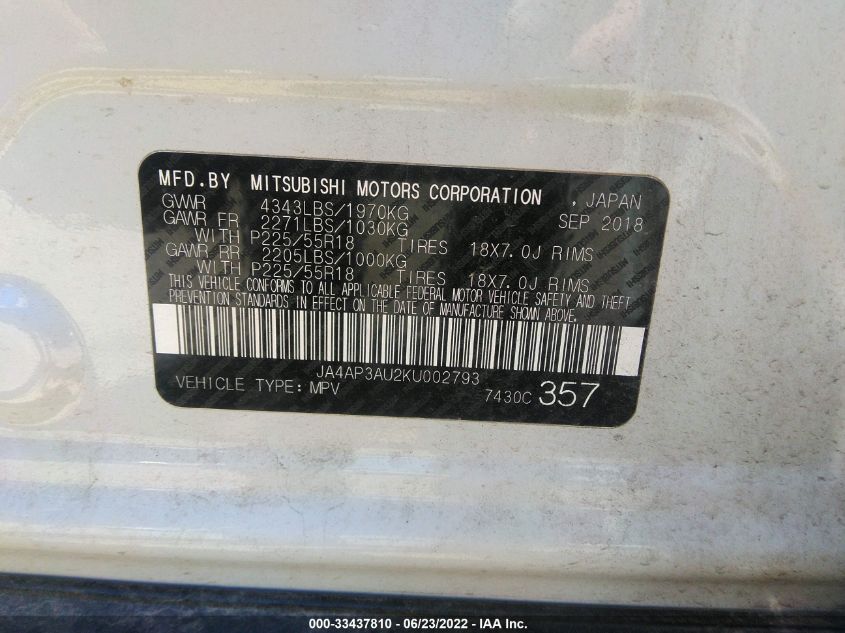 MFD.BY MITSUBISHI MOTORS CORPORATION , JAPAN
GVWR 4343LBS/1970KG SEP 2018
GAWR FR 2271LBS/1030KG
WITH P225/55R18 TIRES 18X7.0J RIMS
GAWR RR 2205LBS/1000KG
WITH P225/55R18 TIRES 18X7.0J RIMS
THIS VEHICLE CONFORMS TO ALL APPLICABLE FEDERAL MOTOR VEHICLE SAFETY AND THEFT
PREVENTION STANDARDS IN EFFECT ON THE DATE OF MANUFACTURE SHOWN ABOVE.
JA4AP3AU2KU002793
VEHICLE TYPE: MPV 7430C 357
000-33437810 - 06/23/2022 - IAA Inc.